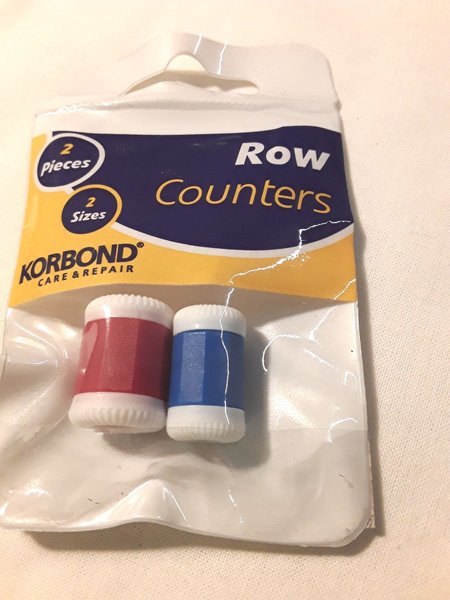 2
Pieces
Row
Counters
2
Sizes
KORBOND®
CARE & REPAIR